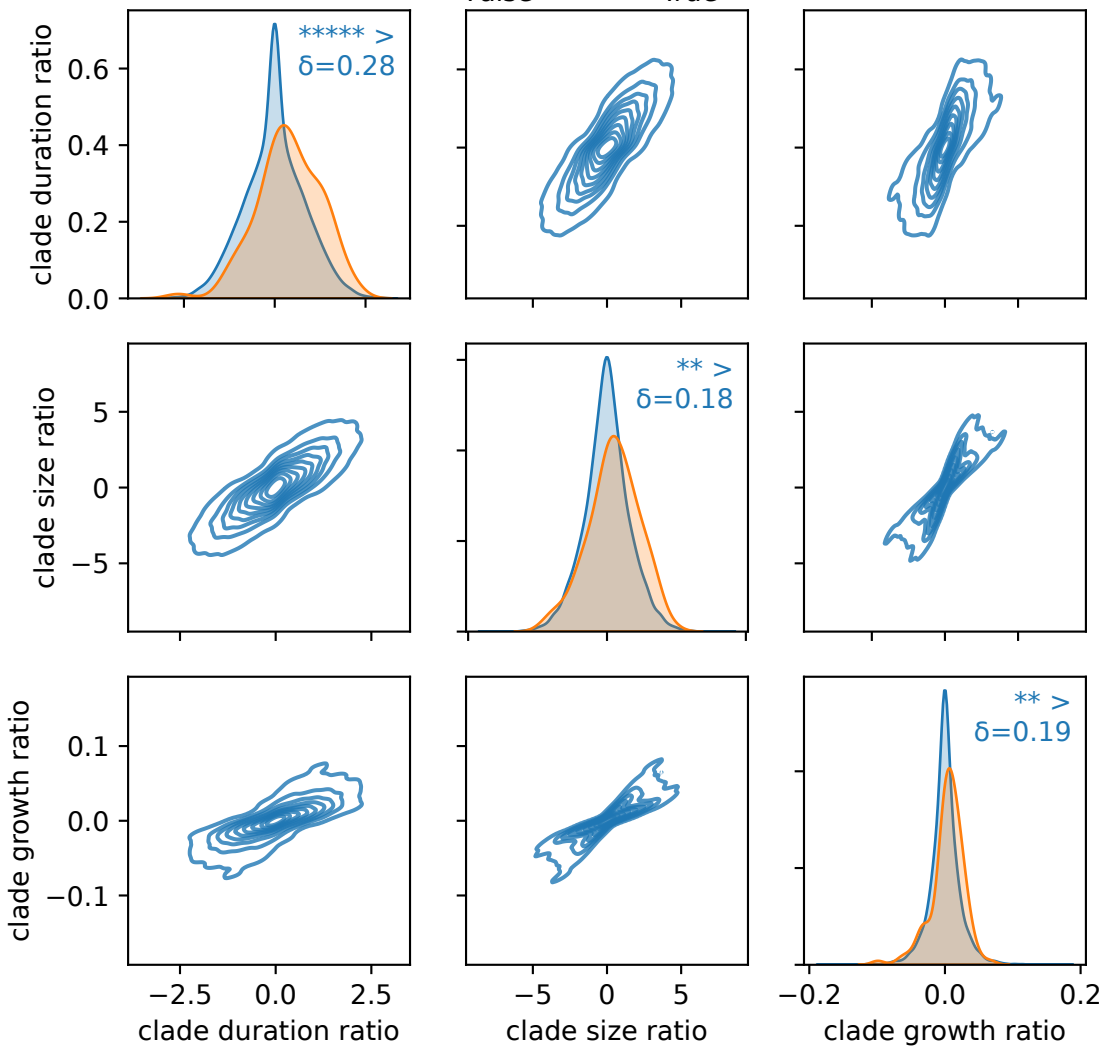 clade duration ratio
0.6
0.4
0.2
0.0
***** >
δ=0.28
clade size ratio
5
0
−5
** >
δ=0.18
clade growth ratio
0.1
0.0
−0.1
** >
δ=0.19
−2.5 0.0 2.5
−5 0 5
−0.2 0.0 0.2
clade duration ratio
clade size ratio
clade growth ratio